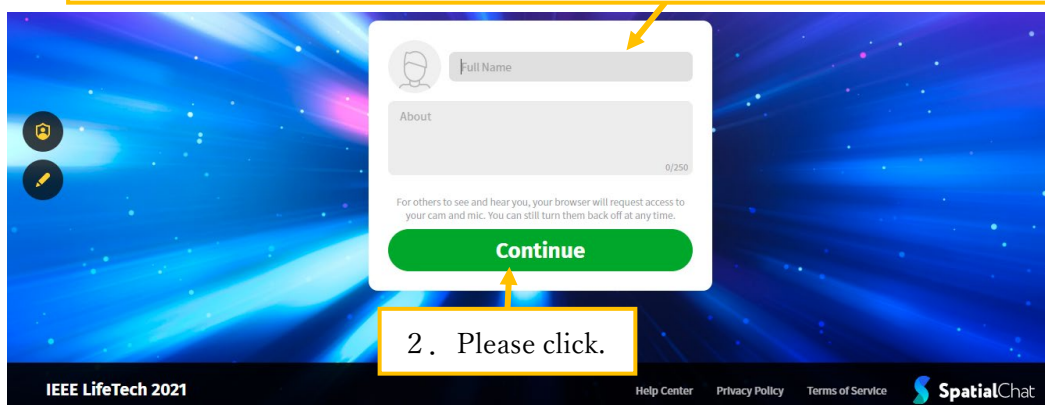 Full Name
About
0/250
For others to see and hear you, your browser will request access to
your cam and mic. You can still turn them back off at any time.
Continue
２．Please click.
IEEE LifeTech 2021
Help Center Privacy Policy Terms of Service SpatialChat